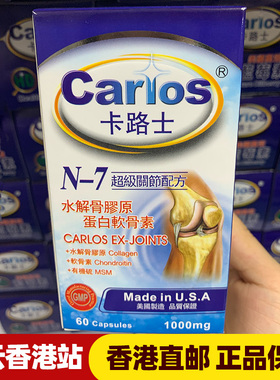 Carlos®
卡路士
N-7 超級關節配方
水解骨膠原
蛋白軟骨素
CARLOS EX-JOINTS
•水解骨膠原 Collagen
•軟骨素 Chondroitin
•有機硫 MSM
GMP
Made in U.S.A
美國製造 品質保證
60 Capsules 1000mg
香港站
香港直邮 正品